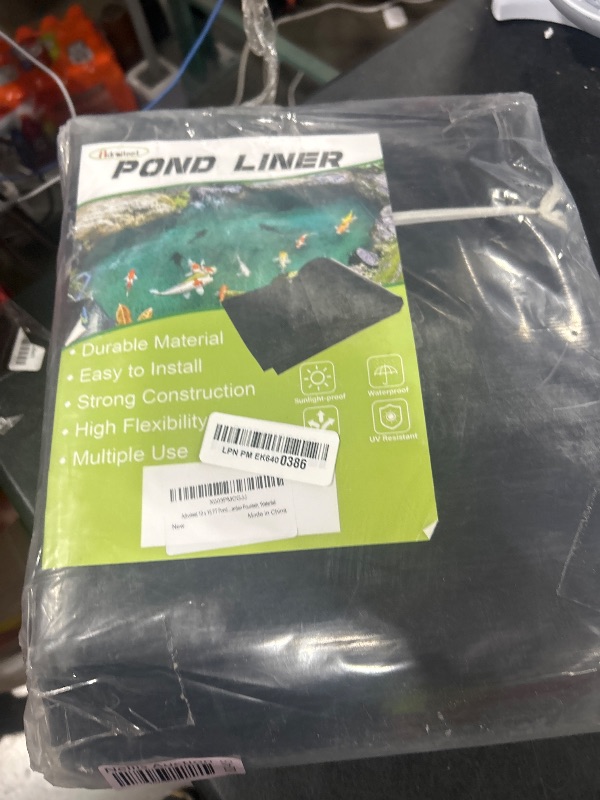 POND LINER
• Durable Material
• Easy to Install
• Strong Construction
• High Flexibility
• Multiple Use
Sunlight-proof
Waterproof
UV Resistant
LPN PM EK640 0386
New
Made in China